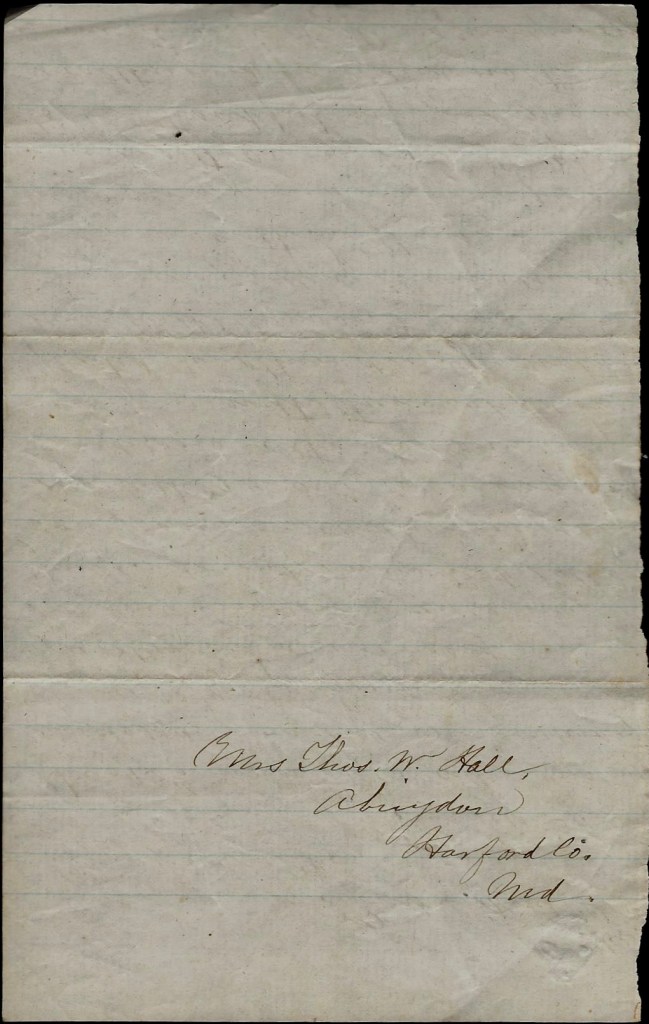 Mrs Thos. W. Hall,
Abingdon
Harford Co.
Md.